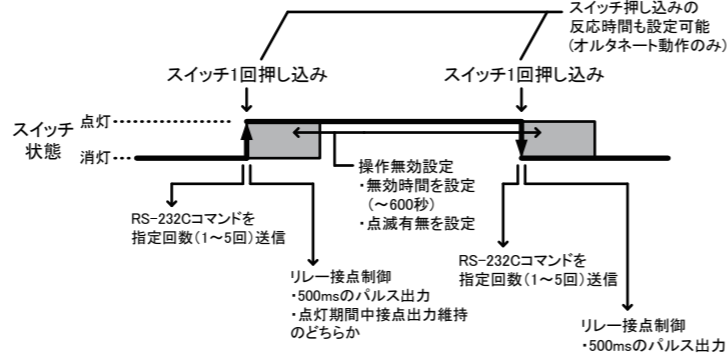 スイッチ押し込みの
反応時間も設定可能
(オルタネート動作のみ)
スイッチ1回押し込み
スイッチ1回押し込み
スイッチ
状態
点灯
消灯
操作無効設定
・無効時間を設定
(～600秒)
・点滅有無を設定
RS-232Cコマンドを
指定回数(1～5回)送信
リレー接点制御
・500msのパルス出力
・点灯期間中接点出力維持
のどちらか
RS-232Cコマンドを
指定回数(1～5回)送信
リレー接点制御
・500msのパルス出力